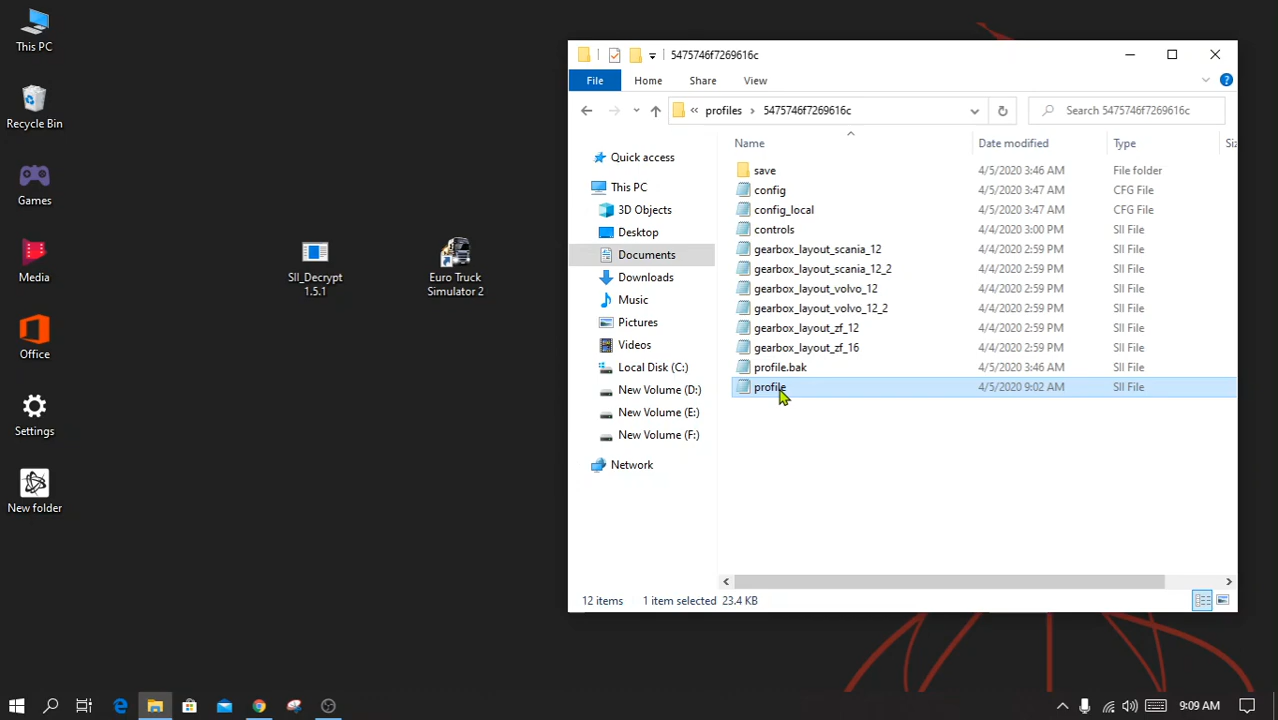 This PC
Recycle Bin
Games
Media
Office
Settings
New folder
SII_Decrypt
1.5.1
Euro Truck
Simulator 2
5475746f7269616c
File Home Share View
« profiles > 5475746f7269616c
Search 5475746f7269616c
Quick access
This PC
3D Objects
Desktop
Documents
Downloads
Music
Pictures
Videos
Local Disk (C:)
New Volume (D:)
New Volume (E:)
New Volume (F:)
Network
Name Date modified Type Siz
save 4/5/2020 3:46 AM File folder
config 4/5/2020 3:47 AM CFG File
config_local 4/5/2020 3:47 AM CFG File
controls 4/4/2020 3:00 PM SII File
gearbox_layout_scania_12 4/4/2020 2:59 PM SII File
gearbox_layout_scania_12_2 4/4/2020 2:59 PM SII File
gearbox_layout_volvo_12 4/4/2020 2:59 PM SII File
gearbox_layout_volvo_12_2 4/4/2020 2:59 PM SII File
gearbox_layout_zf_12 4/4/2020 2:59 PM SII File
gearbox_layout_zf_16 4/4/2020 2:59 PM SII File
profile.bak 4/5/2020 3:46 AM SII File
profile 4/5/2020 9:02 AM SII File
12 items 1 item selected 23.4 KB
9:09 AM